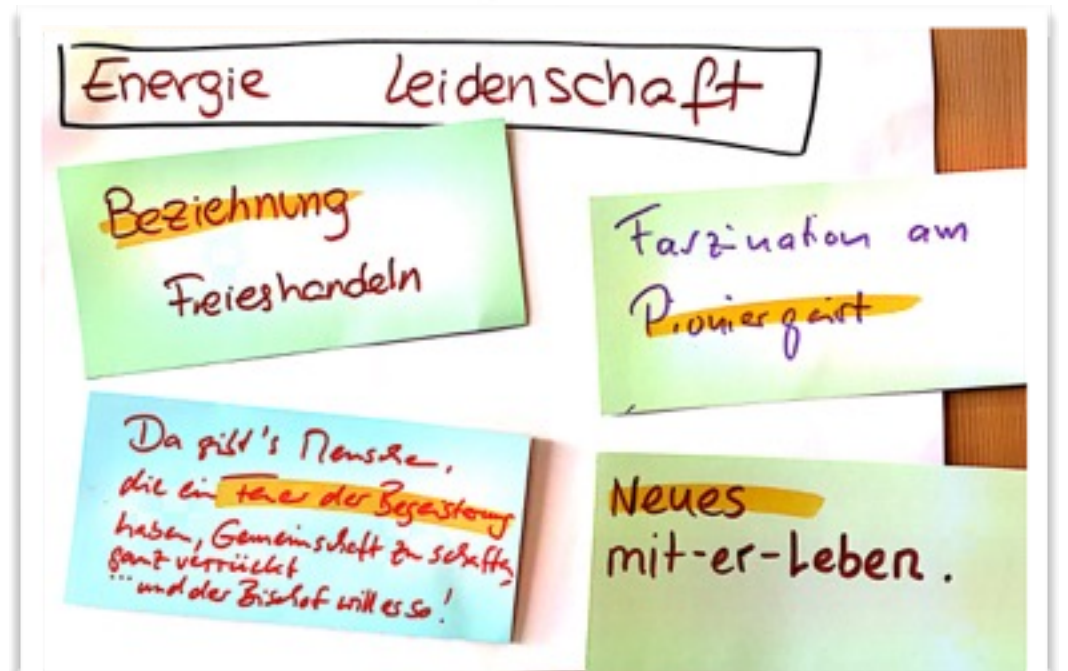 Energie Leidenschaft
Beziehnung
Freieshandeln
Faszination am
Pioniergeist
Da gibt's Menschen,
die ein Feuer der Begeisterung
haben, Gemeinschaft zu schaffen,
ganz verrückt
...und der Bischof will es so!
Neues
mit-er-Leben.